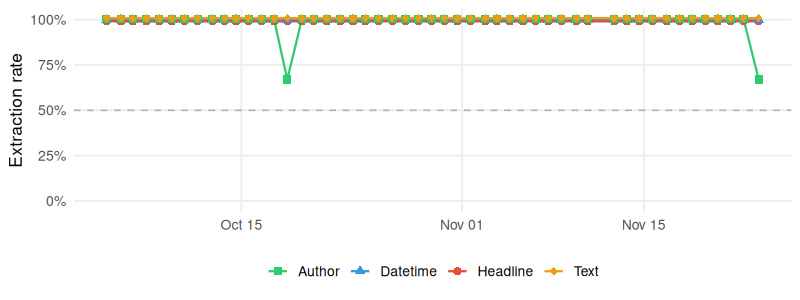 Extraction rate
100%
75%
50%
25%
0%
Oct 15 Nov 01 Nov 15
Author Datetime Headline Text